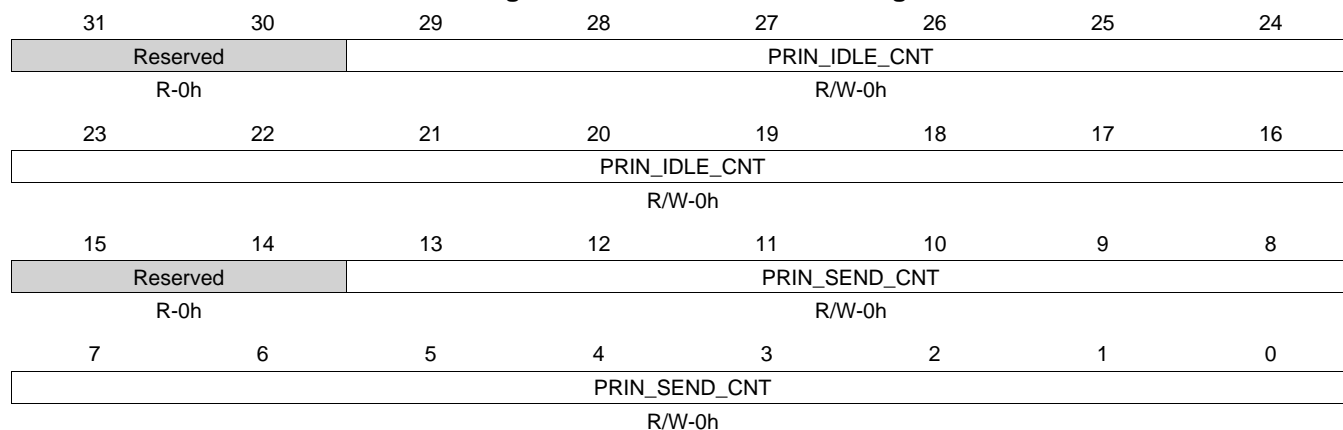 31 30 29 28 27 26 25 24
Reserved PRIN_IDLE_CNT
R-0h R/W-0h
23 22 21 20 19 18 17 16
PRIN_IDLE_CNT
R/W-0h
15 14 13 12 11 10 9 8
Reserved PRIN_SEND_CNT
R-0h R/W-0h
7 6 5 4 3 2 1 0
PRIN_SEND_CNT
R/W-0h